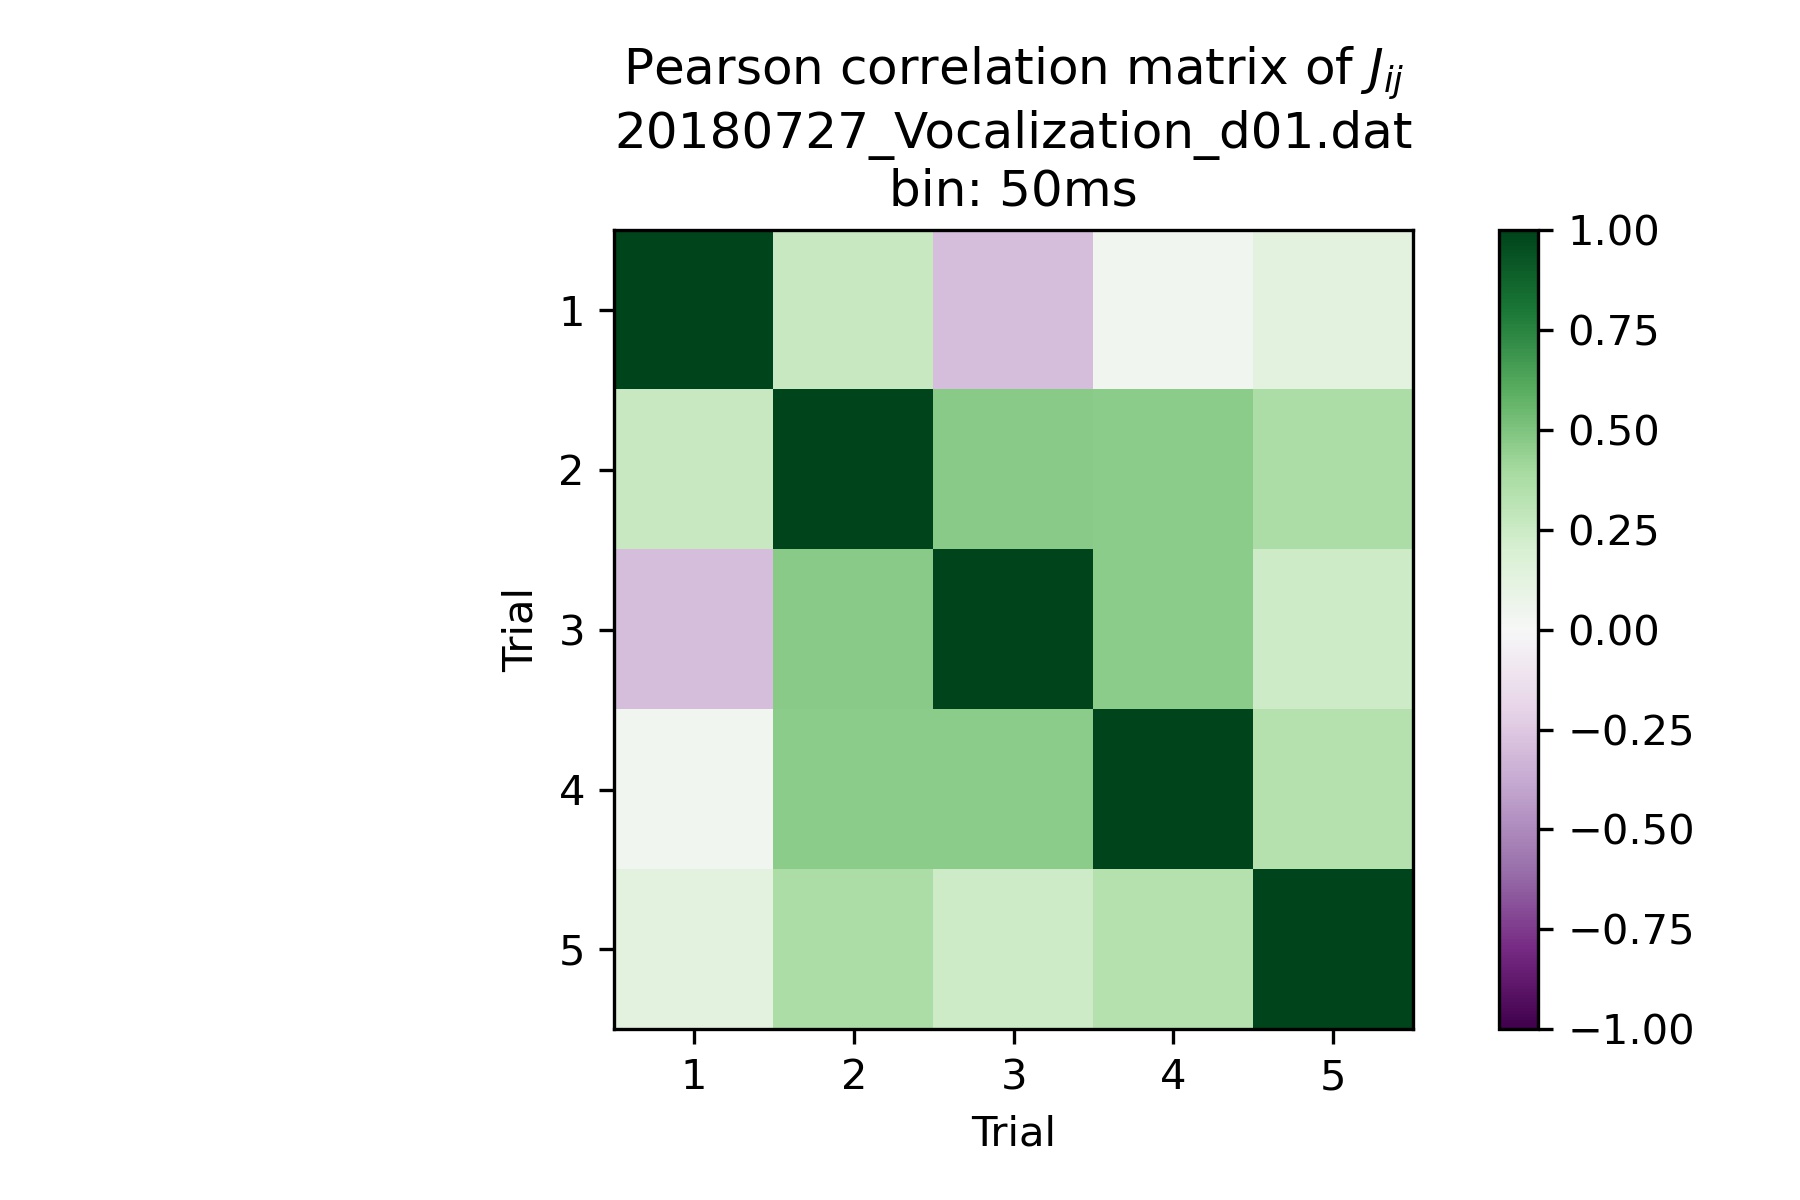 Pearson correlation matrix of J_ij
20180727_Vocalization_d01.dat
bin: 50ms
1.00
0.75
0.50
0.25
0.00
−0.25
−0.50
−0.75
−1.00
Trial
1
2
3
4
5
1 2 3 4 5
Trial